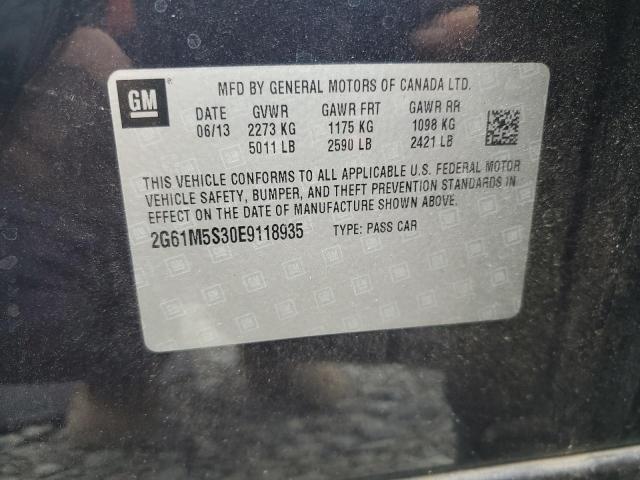 GM
MFD BY GENERAL MOTORS OF CANADA LTD.
DATE GVWR GAWR FRT GAWR RR
06/13 2273 KG 1175 KG 1098 KG
5011 LB 2590 LB 2421 LB
THIS VEHICLE CONFORMS TO ALL APPLICABLE U.S. FEDERAL MOTOR
VEHICLE SAFETY, BUMPER, AND THEFT PREVENTION STANDARDS IN
EFFECT ON THE DATE OF MANUFACTURE SHOWN ABOVE.
2G61M5S30E9118935 TYPE: PASS CAR